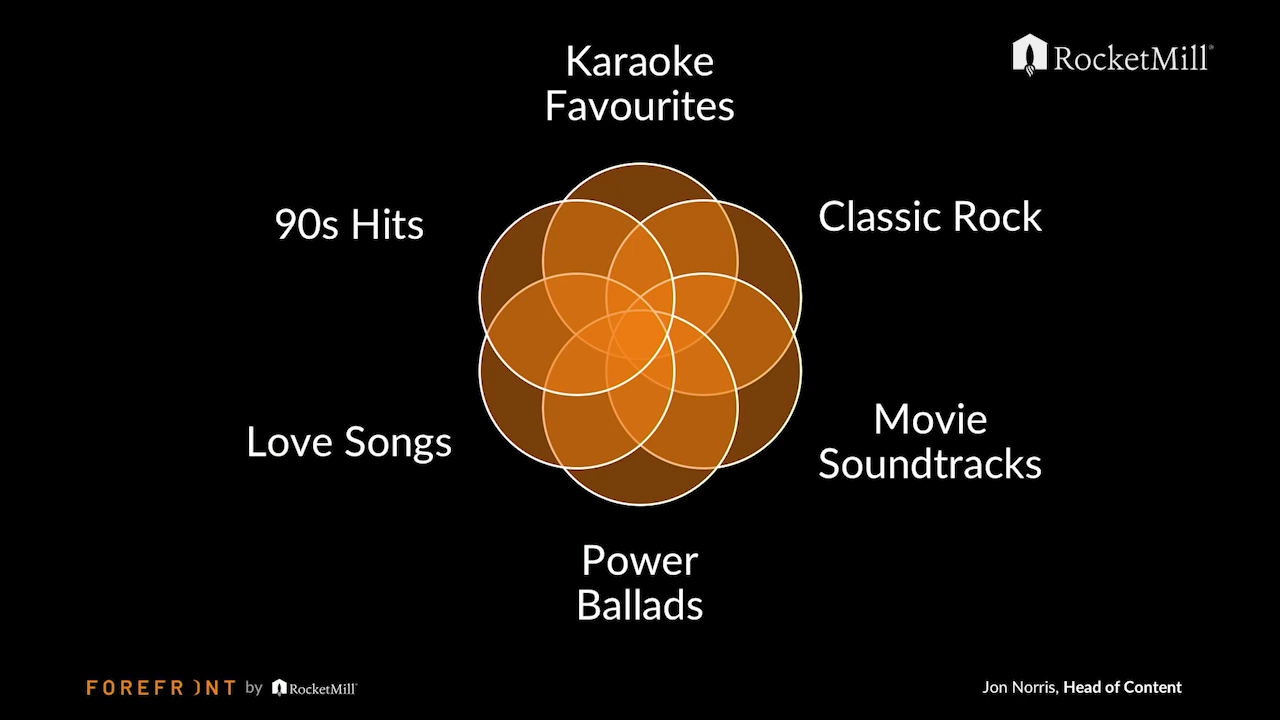 Karaoke
Favourites
RocketMill®
90s Hits
Classic Rock
Love Songs
Movie
Soundtracks
Power
Ballads
FOREFRONT by RocketMill
Jon Norris, Head of Content